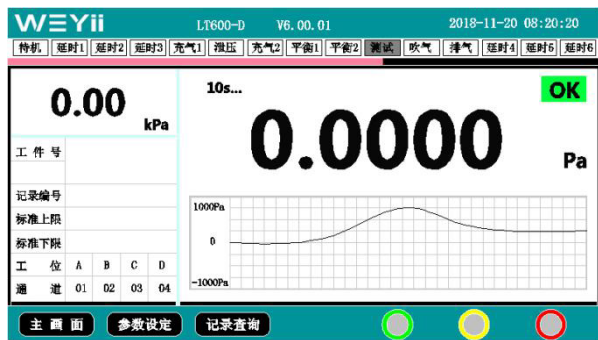 WEYii LT600-D V6.00.01 2018-11-20 08:20:20
待机 延时1 延时2 延时3 充气1 泄压 充气2 平衡1 平衡2 测试 吹气 排气 延时4 延时5 延时6
0.00 kPa
10s...
OK
0.0000 Pa
工件号
记录编号
标准上限
标准下限
工位 A B C D
通道 01 02 03 04
1000Pa
0
-1000Pa
主画面 参数设定 记录查询